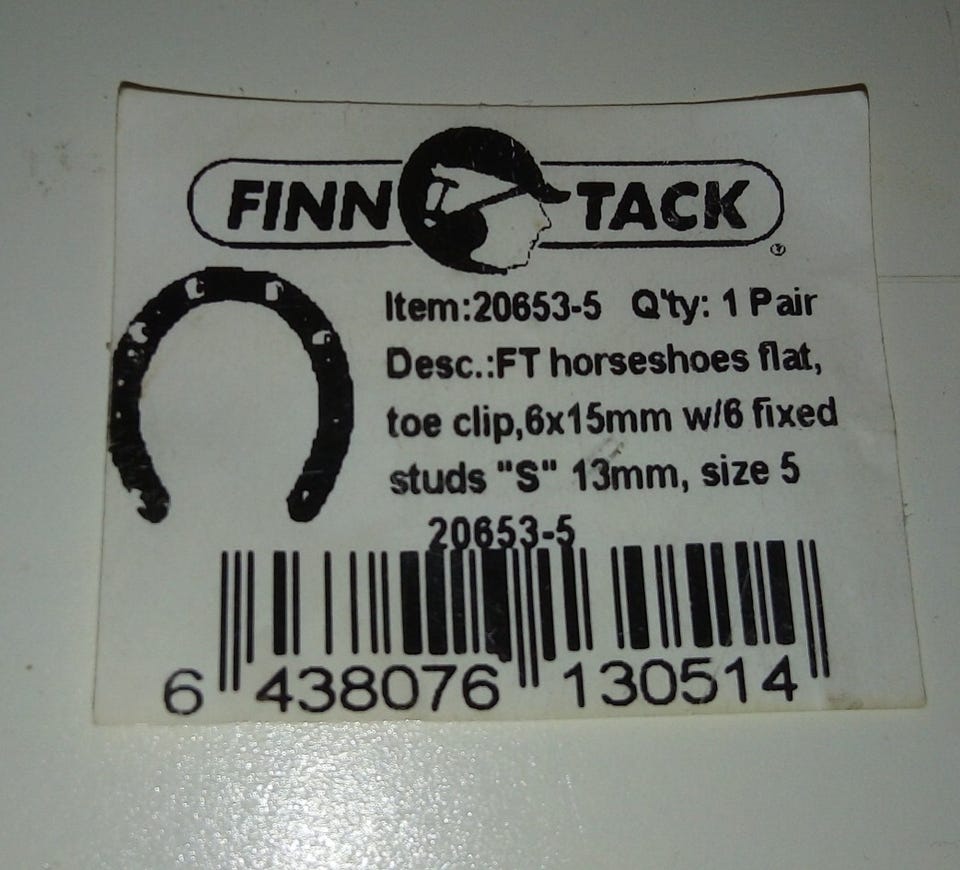 FINN TACK
®
Item:20653-5 Q'ty: 1 Pair
Desc.:FT horseshoes flat,
toe clip,6x15mm w/6 fixed
studs "S" 13mm, size 5
20653-5
6 438076 130514